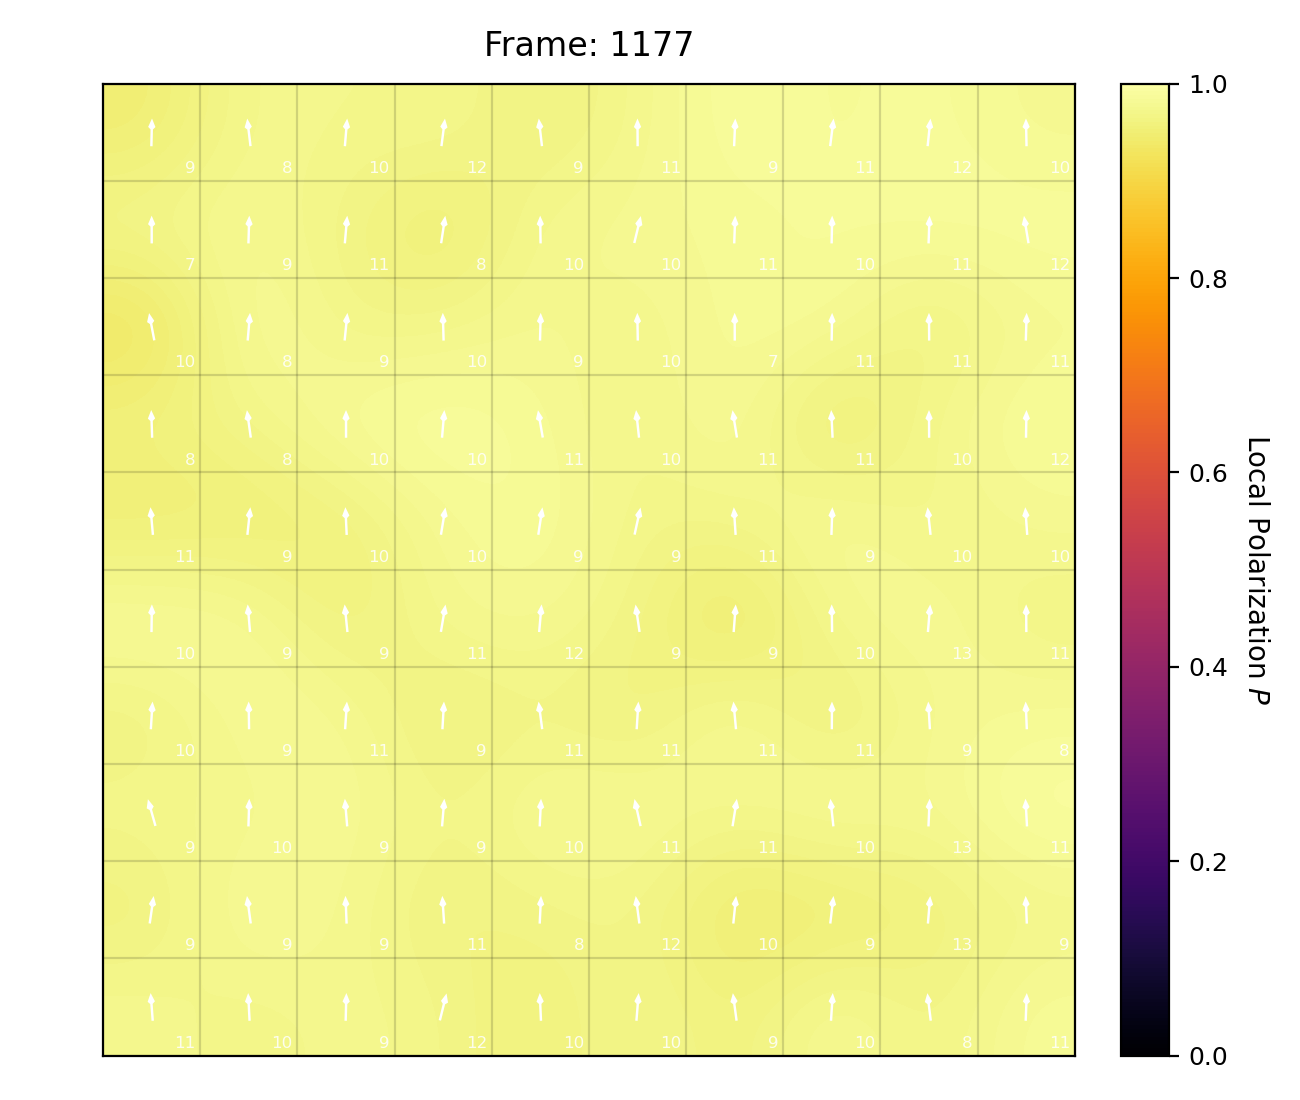 Frame: 1177
9 8 10 12 9 11 9 11 12 10
7 9 11 8 10 10 11 10 11 12
10 8 9 10 9 10 7 11 11 11
8 8 10 10 11 10 11 11 10 12
11 9 10 10 9 9 11 9 10 10
10 9 9 11 12 9 9 10 13 11
10 9 11 9 11 11 11 11 9 8
9 10 9 9 10 11 11 10 13 11
9 9 9 11 8 12 10 9 13 9
11 10 9 12 10 10 9 10 8 11
1.0
0.8
0.6
0.4
0.2
0.0
Local Polarization P